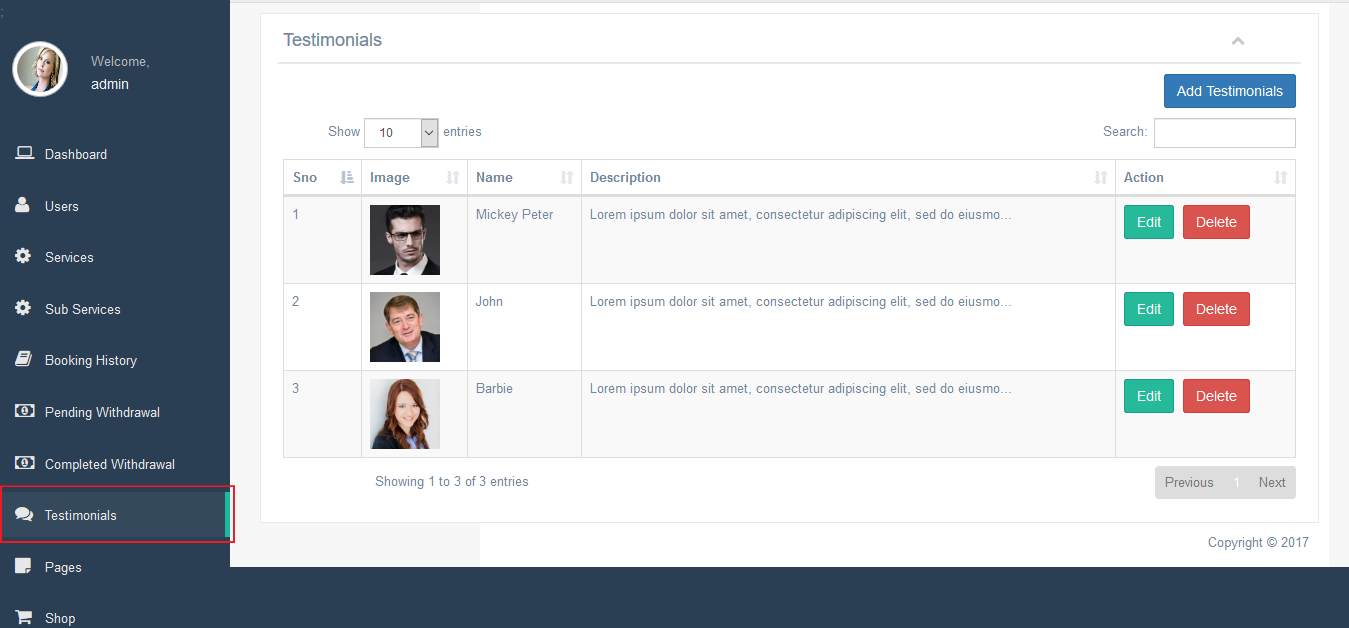 ;
Welcome,
admin
Dashboard
Users
Services
Sub Services
Booking History
Pending Withdrawal
Completed Withdrawal
Testimonials
Pages
Shop
Testimonials
Add Testimonials
Show 10 entries
Search:
Sno Image Name Description Action
1 Mickey Peter Lorem ipsum dolor sit amet, consectetur adipiscing elit, sed do eiusmo... Edit Delete
2 John Lorem ipsum dolor sit amet, consectetur adipiscing elit, sed do eiusmo... Edit Delete
3 Barbie Lorem ipsum dolor sit amet, consectetur adipiscing elit, sed do eiusmo... Edit Delete
Showing 1 to 3 of 3 entries
Previous 1 Next
Copyright © 2017